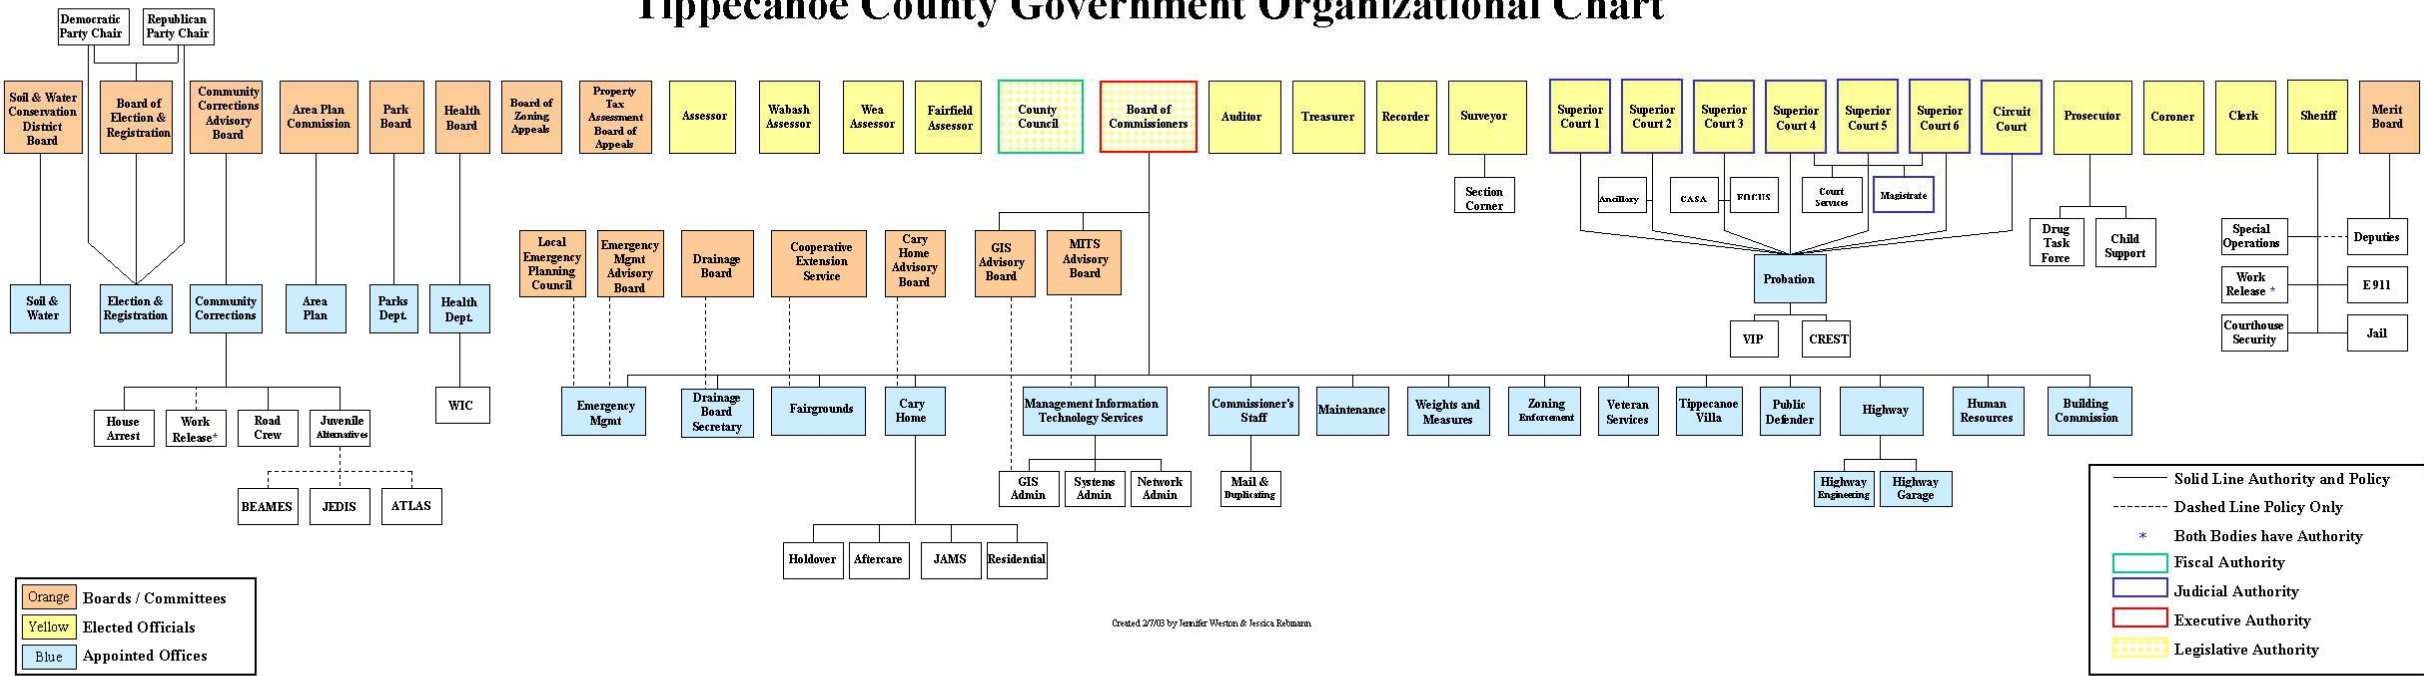 Tippecanoe County Government Organizational Chart
Democratic
Party Chair
Republican
Party Chair
Soil & Water
Conservation
District
Board
Board of
Election &
Registration
Community
Corrections
Advisory
Board
Area Plan
Commission
Park
Board
Health
Board
Board of
Zoning
Appeals
Property
Tax
Assessment
Board of
Appeals
Assessor
Wabash
Assessor
Wea
Assessor
Fairfield
Assessor
County
Council
Board of
Commissioners
Auditor
Treasurer
Recorder
Surveyor
Superior
Court 1
Superior
Court 2
Superior
Court 3
Superior
Court 4
Superior
Court 5
Superior
Court 6
Circuit
Court
Prosecutor
Coroner
Clerk
Sheriff
Merit
Board
Section
Corner
Ancillary
CASA
FOCUS
Court
Services
Magistrate
Local
Emergency
Planning
Council
Emergency
Mgmt
Advisory
Board
Drainage
Board
Cooperative
Extension
Service
Cary
Home
Advisory
Board
GIS
Advisory
Board
MITS
Advisory
Board
Drug
Task
Force
Child
Support
Special
Operations
Deputies
Work
Release *
E911
Courthouse
Security
Jail
Probation
VIP
CREST
Soil &
Water
Election &
Registration
Community
Corrections
Area
Plan
Parks
Dept.
Health
Dept.
WIC
House
Arrest
Work
Release*
Road
Crew
Juvenile
Alternatives
BEAMES
JEDIS
ATLAS
Emergency
Mgmt
Drainage
Board
Secretary
Fairgrounds
Cary
Home
Management Information
Technology Services
Commissioner's
Staff
Maintenance
Weights and
Measures
Zoning
Enforcement
Veteran
Services
Tippecanoe
Villa
Public
Defender
Highway
Human
Resources
Building
Commission
GIS
Admin
Systems
Admin
Network
Admin
Mail &
Duplicating
Highway
Engineering
Highway
Garage
Holdover
Aftercare
JAMS
Residential
Orange Boards / Committees
Yellow Elected Officials
Blue Appointed Offices
Created 2/7/03 by Jennifer Weston & Jessica Rebmann
Solid Line Authority and Policy
Dashed Line Policy Only
* Both Bodies have Authority
Fiscal Authority
Judicial Authority
Executive Authority
Legislative Authority